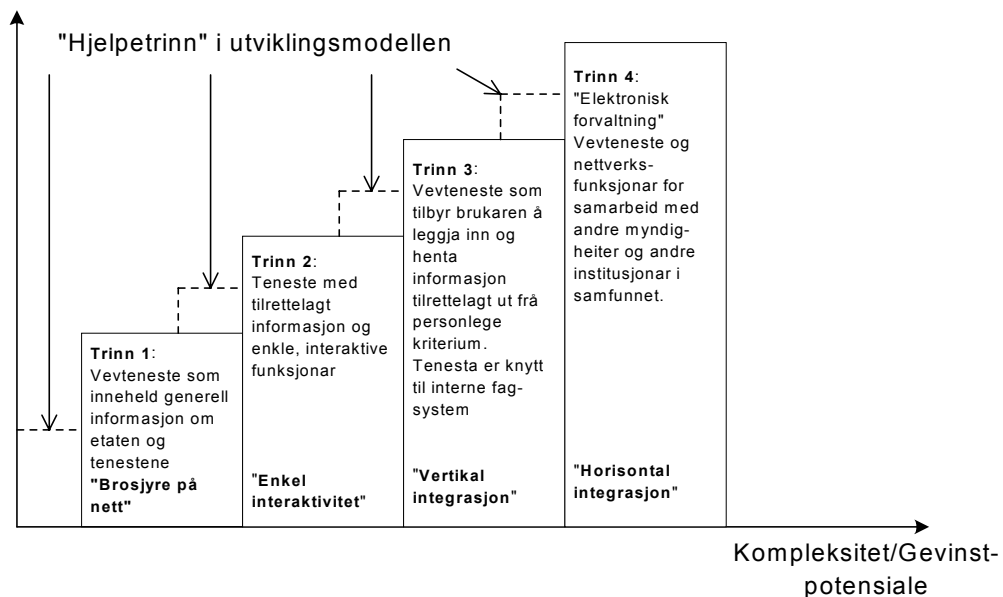 "Hjelpetrinn" i utviklingsmodellen
Trinn 1:
Vevteneste som
inneheld generell
informasjon om
etaten og
tenestene
"Brosjyre på
nett"
Trinn 2:
Teneste med
tilrettelagt
informasjon og
enkle, interaktive
funksjonar
"Enkel
interaktivitet"
Trinn 3:
Vevteneste som
tilbyr brukaren å
leggja inn og
henta
informasjon
tilrettelagt ut frå
personlege
kriterium.
Tenesta er knytt
til interne fag-
system
"Vertikal
integrasjon"
Trinn 4:
"Elektronisk
forvaltning"
Vevteneste og
nettverks-
funksjonar for
samarbeid med
andre myndig-
heiter og andre
institusjonar i
samfunnet.
"Horisontal
integrasjon"
Kompleksitet/Gevinst-
potensiale